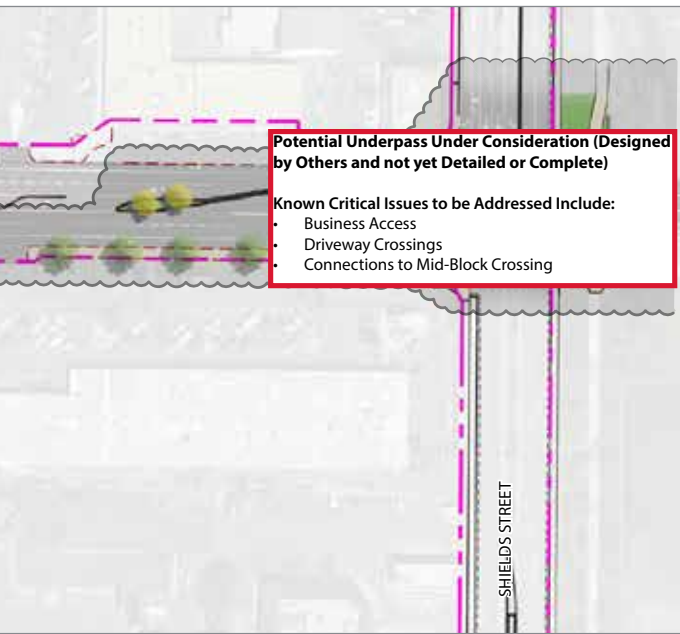 Potential Underpass Under Consideration (Designed
by Others and not yet Detailed or Complete)
Known Critical Issues to be Addressed Include:
• Business Access
• Driveway Crossings
• Connections to Mid-Block Crossing
SHIELDS STREET